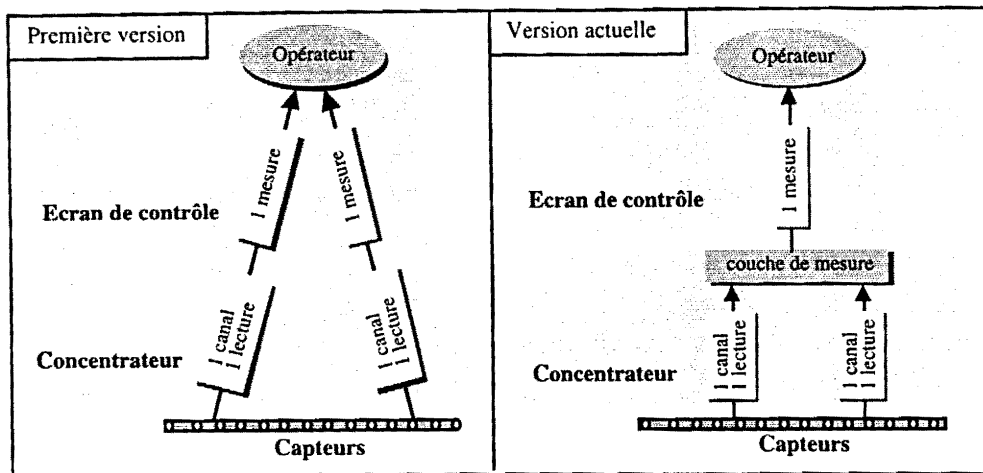 Première version
Opérateur
1 mesure
1 mesure
Ecran de contrôle
1 canal
1 lecture
1 canal
1 lecture
Concentrateur
Capteurs
Version actuelle
Opérateur
1 mesure
Ecran de contrôle
couche de mesure
1 canal
1 lecture
1 canal
1 lecture
Concentrateur
Capteurs